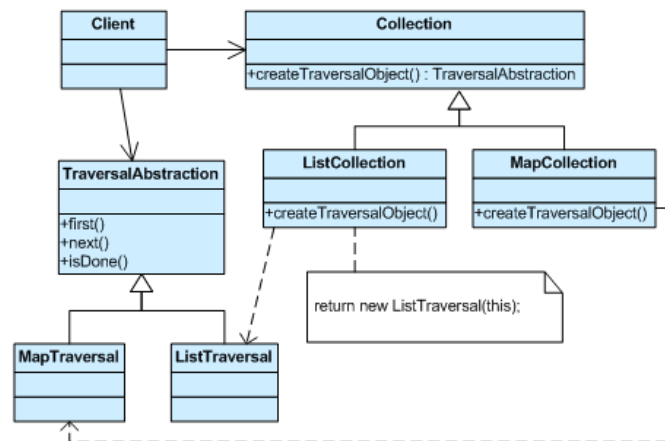 Client
Collection
+createTraversalObject() : TraversalAbstraction
TraversalAbstraction
+first()
+next()
+isDone()
ListCollection
+createTraversalObject()
MapCollection
+createTraversalObject()
return new ListTraversal(this);
MapTraversal
ListTraversal